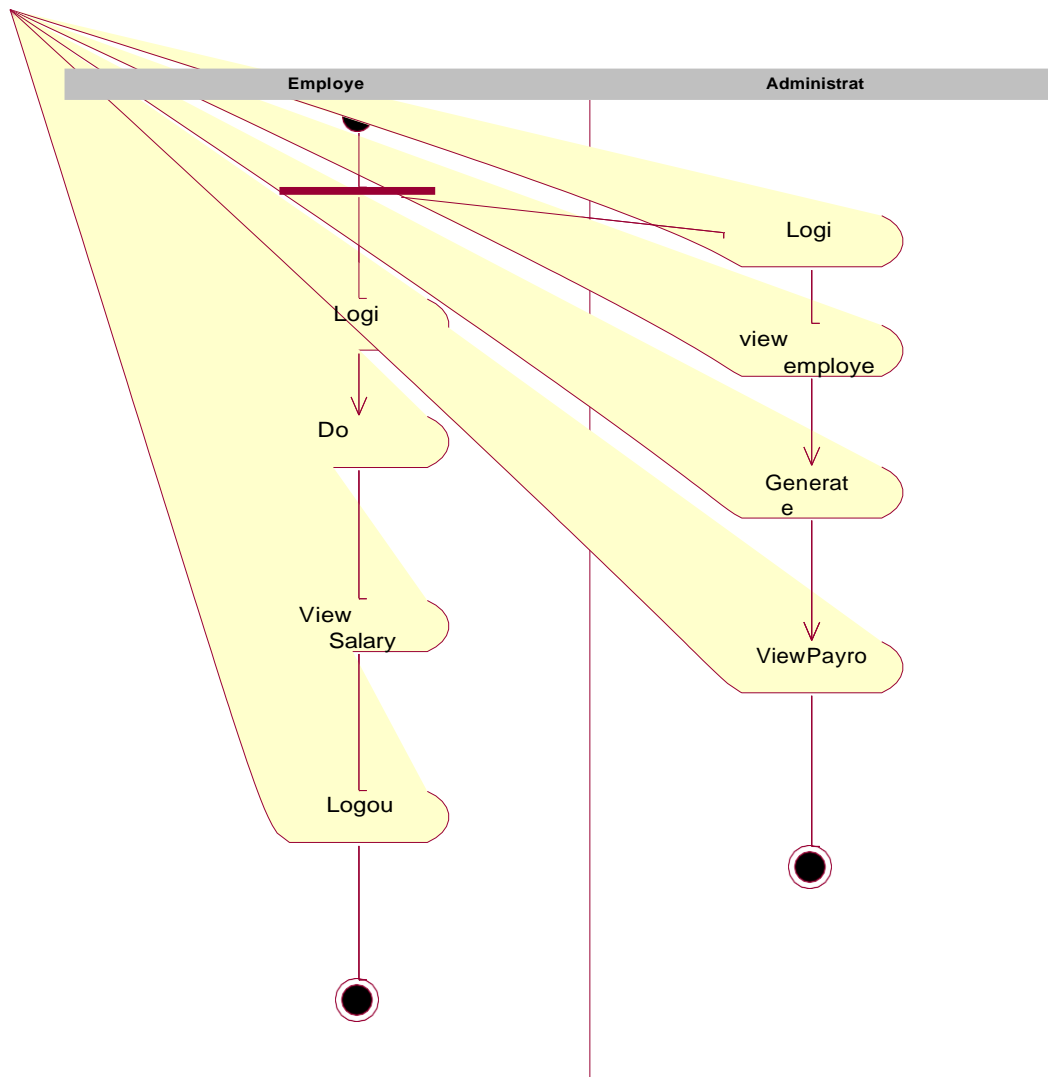 Employe
Administrat
Logi
Logi
view
employe
Do
Generat
e
View
Salary
ViewPayro
Logou